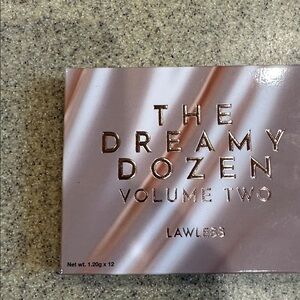 THE
DREAMY
DOZEN
VOLUME TWO
LAWLESS
Net wt. 1.20g x 12